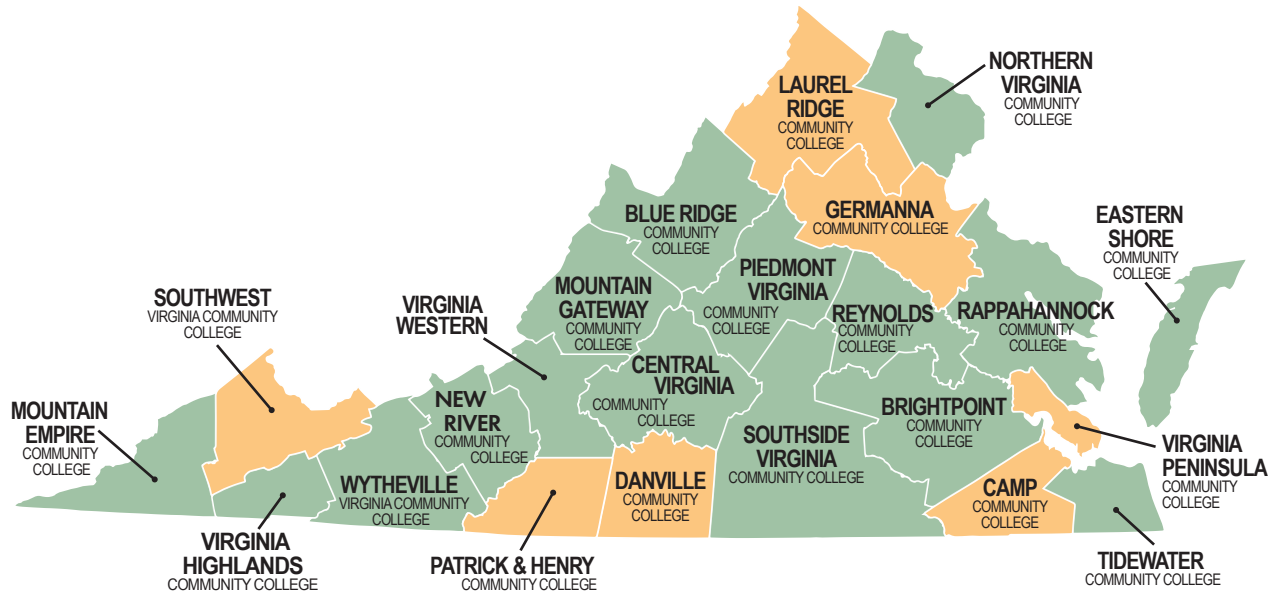 LAUREL
RIDGE
COMMUNITY
COLLEGE
NORTHERN
VIRGINIA
COMMUNITY
COLLEGE
BLUE RIDGE
COMMUNITY
COLLEGE
GERMANNA
COMMUNITY COLLEGE
EASTERN
SHORE
COMMUNITY
COLLEGE
SOUTHWEST
VIRGINIA COMMUNITY
COLLEGE
VIRGINIA
WESTERN
MOUNTAIN
GATEWAY
COMMUNITY
COLLEGE
PIEDMONT
VIRGINIA
COMMUNITY
COLLEGE
REYNOLDS
COMMUNITY
COLLEGE
RAPPAHANNOCK
COMMUNITY
COLLEGE
MOUNTAIN
EMPIRE
COMMUNITY
COLLEGE
NEW
RIVER
COMMUNITY
COLLEGE
CENTRAL
VIRGINIA
COMMUNITY
COLLEGE
BRIGHTPOINT
COMMUNITY
COLLEGE
SOUTHSIDE
VIRGINIA
COMMUNITY COLLEGE
VIRGINIA
PENINSULA
COMMUNITY
COLLEGE
WYTHEVILLE
VIRGINIA COMMUNITY
COLLEGE
DANVILLE
COMMUNITY
COLLEGE
CAMP
COMMUNITY
COLLEGE
VIRGINIA
HIGHLANDS
COMMUNITY COLLEGE
PATRICK & HENRY
COMMUNITY COLLEGE
TIDEWATER
COMMUNITY COLLEGE